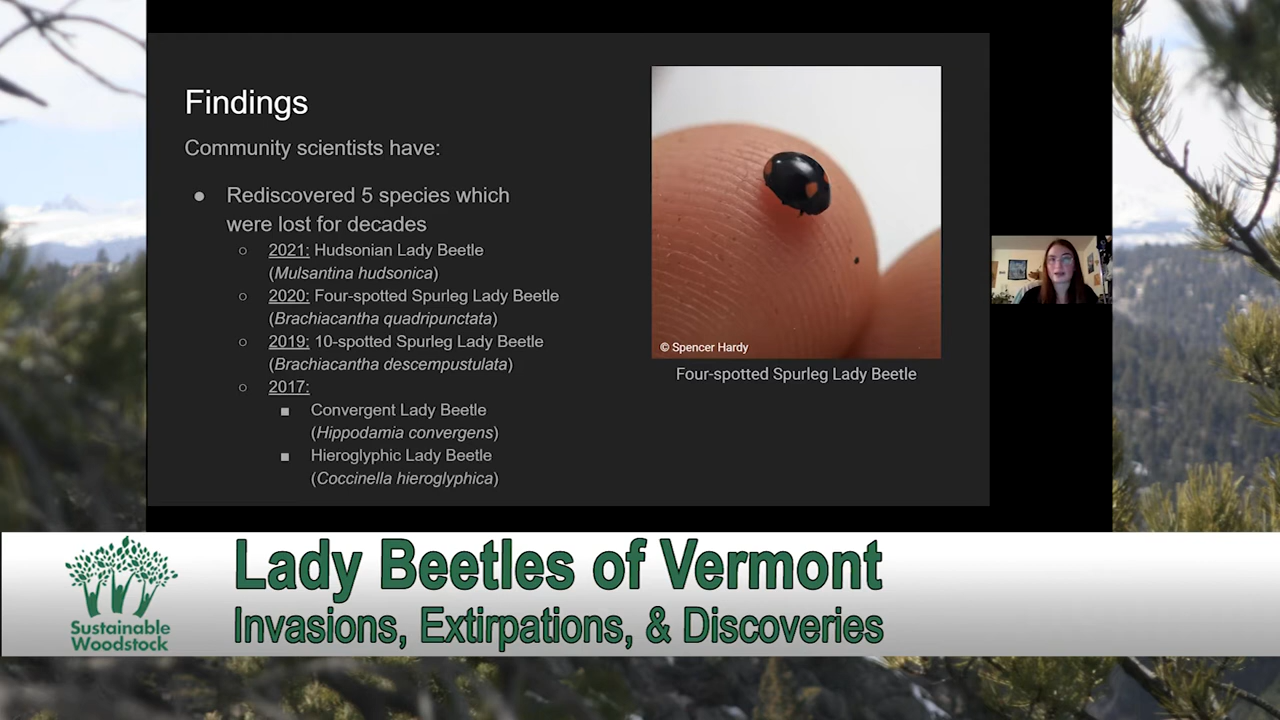 Findings
Community scientists have:
● Rediscovered 5 species which
were lost for decades
○ 2021: Hudsonian Lady Beetle
(Mulsantina hudsonica)
○ 2020: Four-spotted Spurleg Lady Beetle
(Brachiacantha quadripunctata)
○ 2019: 10-spotted Spurleg Lady Beetle
(Brachiacantha descempustulata)
○ 2017:
■ Convergent Lady Beetle
(Hippodamia convergens)
■ Hieroglyphic Lady Beetle
(Coccinella hieroglyphica)
© Spencer Hardy
Four-spotted Spurleg Lady Beetle
Lady Beetles of Vermont
Invasions, Extirpations, & Discoveries
Sustainable
Woodstock